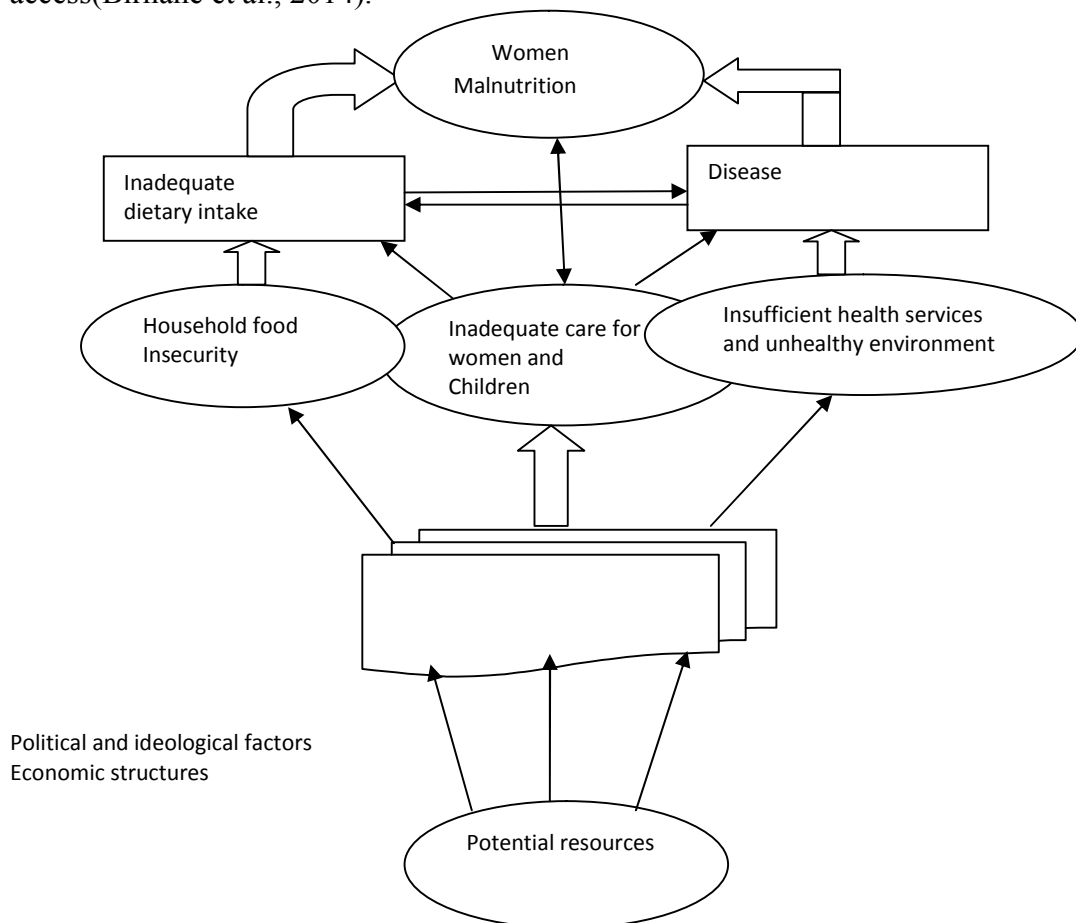 access(Birhane et al., 2014).
Women
Malnutrition
Inadequate
dietary intake
Disease
Household food
Insecurity
Inadequate care for
women and
Children
Insufficient health services
and unhealthy environment
Political and ideological factors
Economic structures
Potential resources